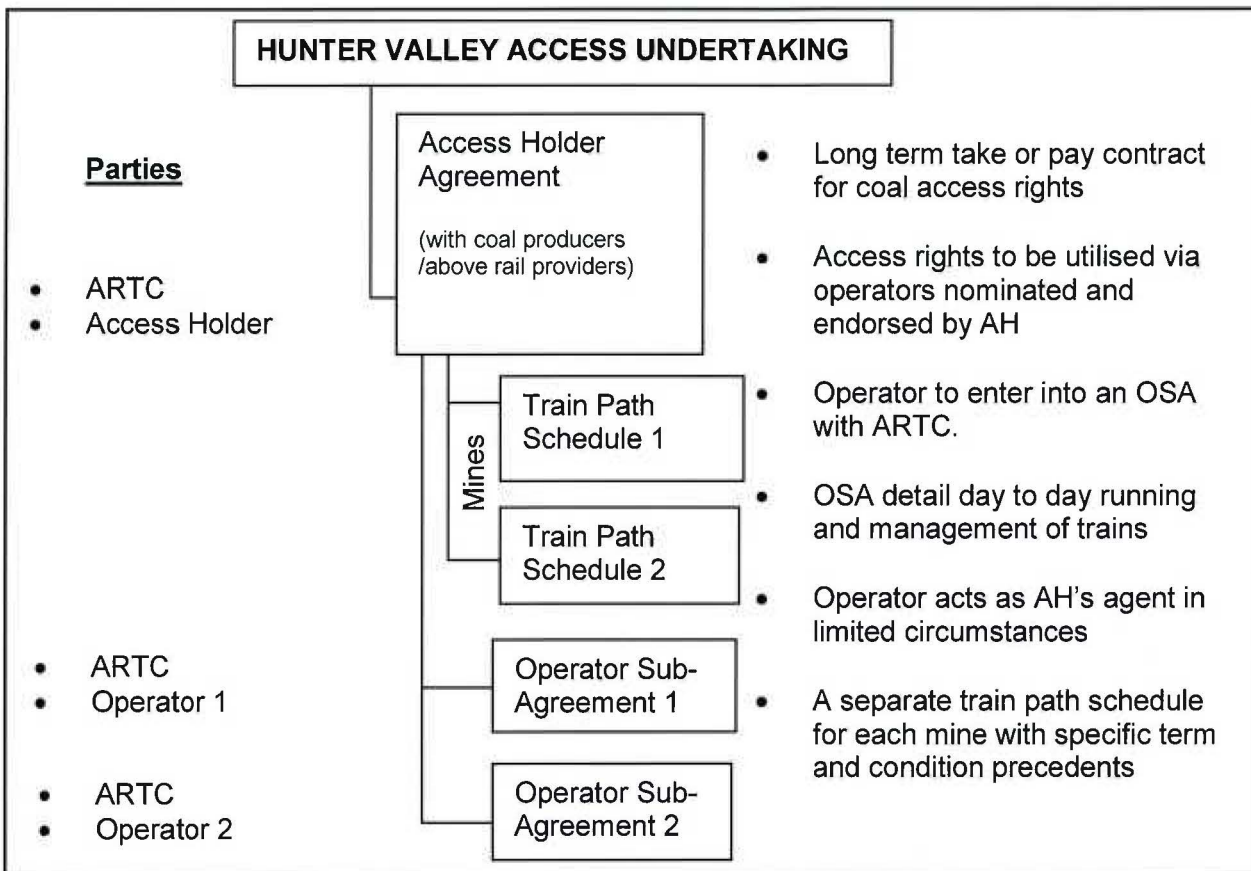 HUNTER VALLEY ACCESS UNDERTAKING
Parties
• ARTC
• Access Holder
Access Holder
Agreement
(with coal producers
/above rail providers)
Mines
Train Path
Schedule 1
Train Path
Schedule 2
• ARTC
• Operator 1
Operator Sub-
Agreement 1
• ARTC
• Operator 2
Operator Sub-
Agreement 2
• Long term take or pay contract
for coal access rights
• Access rights to be utilised via
operators nominated and
endorsed by AH
• Operator to enter into an OSA
with ARTC.
• OSA detail day to day running
and management of trains
• Operator acts as AH's agent in
limited circumstances
• A separate train path schedule
for each mine with specific term
and condition precedents